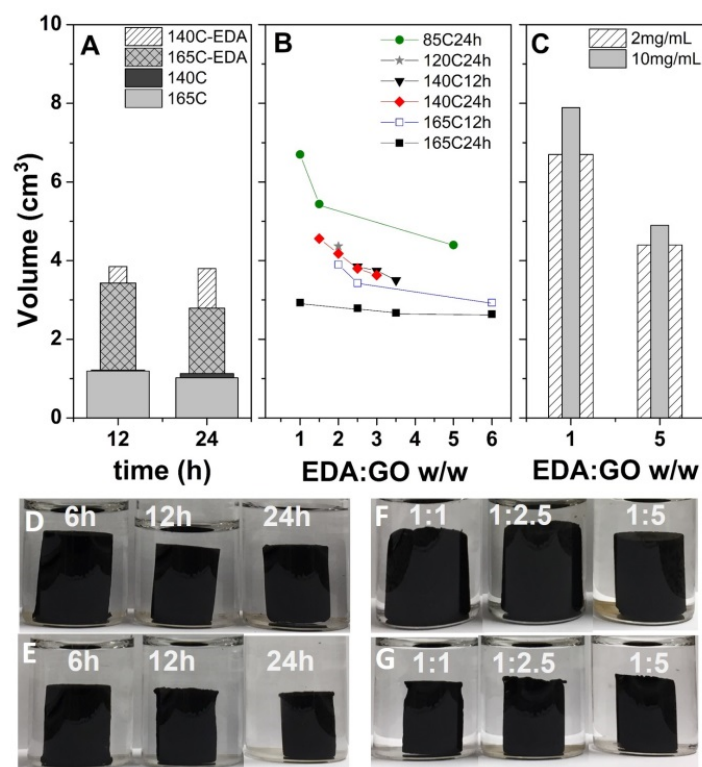 10
8
6
4
2
0
Volume (cm³)
A
140C-EDA
165C-EDA
140C
165C
12 24
time (h)
B
85C24h
120C24h
140C12h
140C24h
165C12h
165C24h
1 2 3 4 5 6
EDA:GO w/w
C
2mg/mL
10mg/mL
1 5
EDA:GO w/w
D 6h 12h 24h
F 1:1 1:2.5 1:5
E 6h 12h 24h
G 1:1 1:2.5 1:5